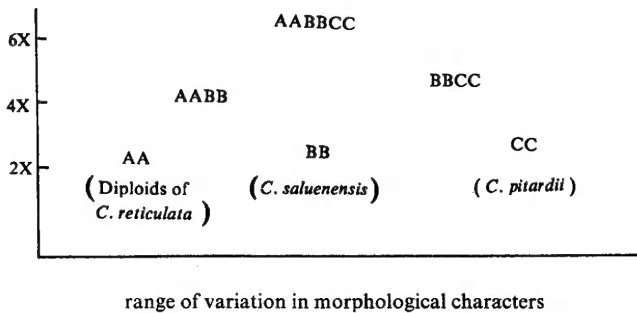 AABBCC
6X
BBCC
AABB
4X
CC
BB
AA
2X
(Diploids of C. reticulata)
(C. saluenensis)
(C. pitardii)
range of variation in morphological characters